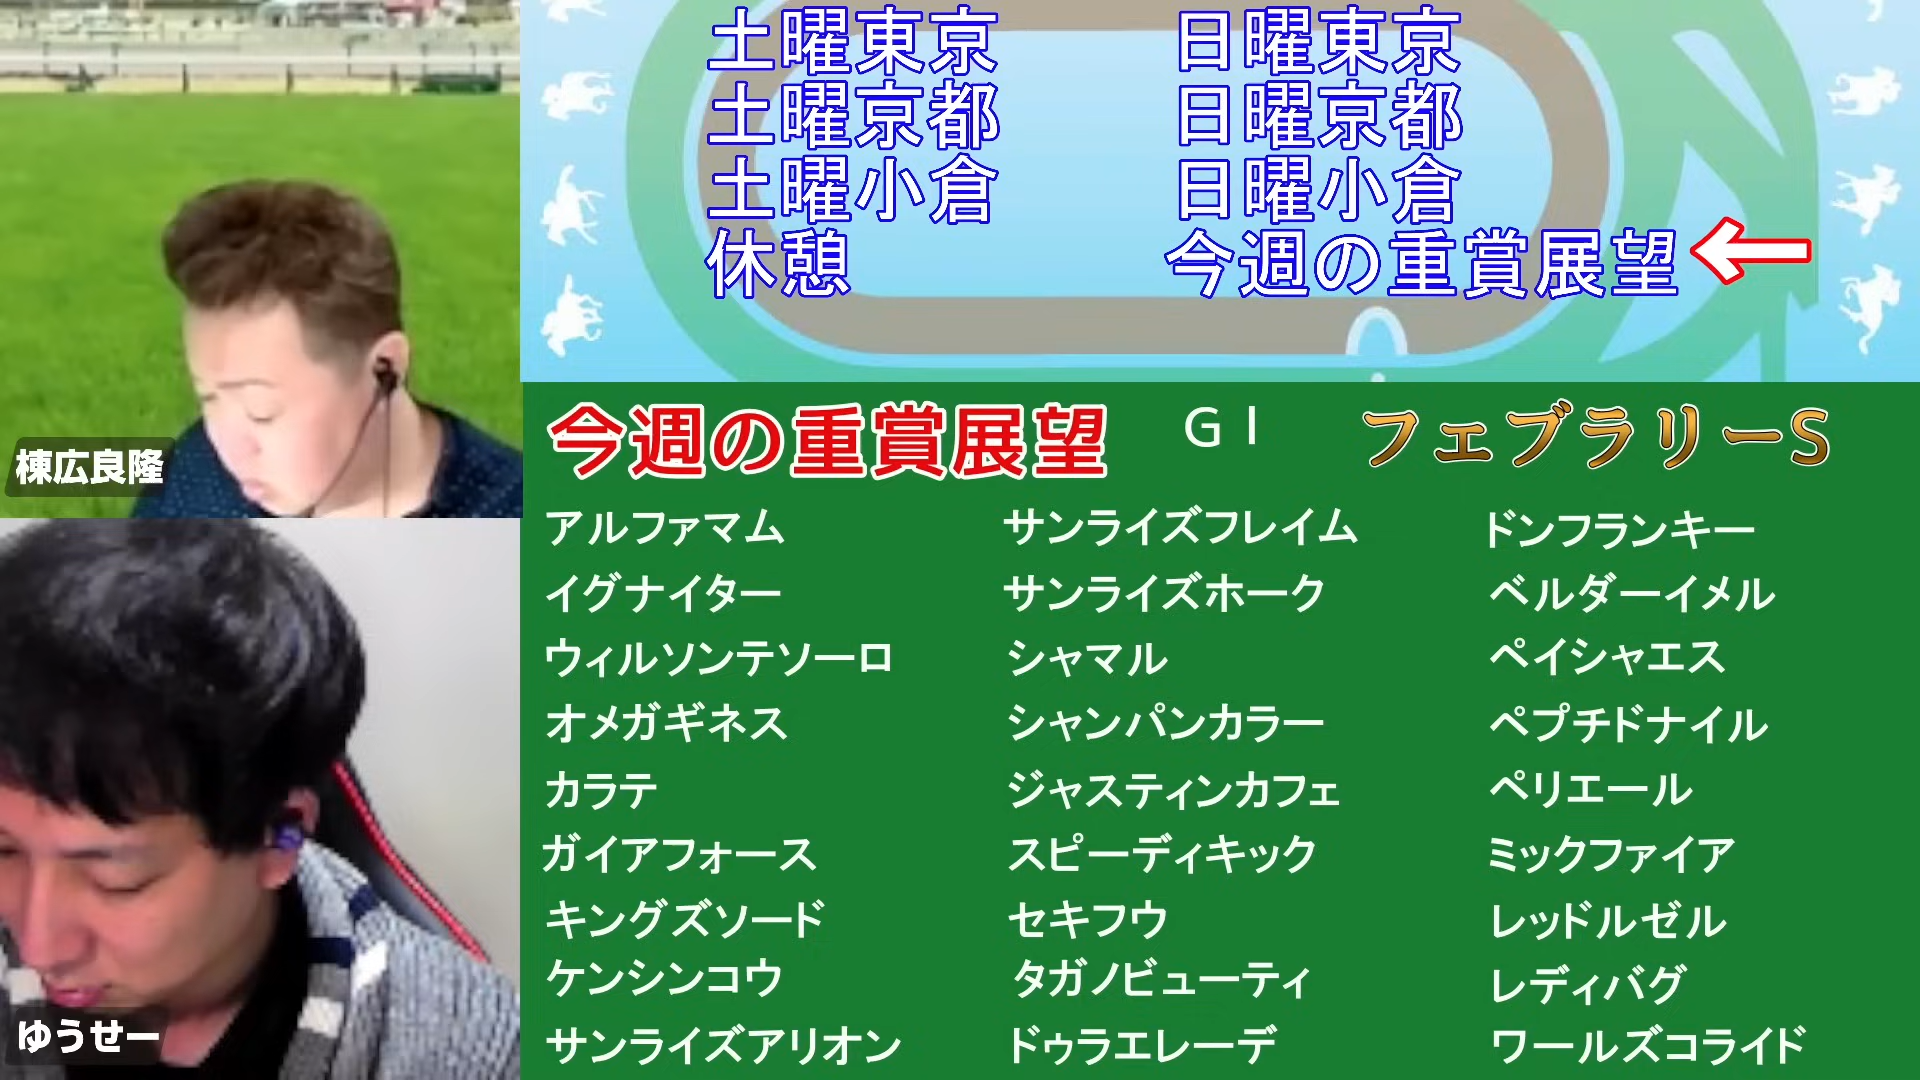 土曜東京 日曜東京
土曜京都 日曜京都
土曜小倉 日曜小倉
休憩 今週の重賞展望
今週の重賞展望 GⅠ フェブラリーS
アルファマム サンライズフレイム ドンフランキー
イグナイター サンライズホーク ベルダーイメル
ウィルソンテソーロ シャマル ペイシャエス
オメガギネス シャンパンカラー ペプチドナイル
カラテ ジャスティンカフェ ペリエール
ガイアフォース スピーディキック ミックファイア
キングズソード セキフウ レッドルゼル
ケンシンコウ タガノビューティ レディバグ
サンライズアリオン ドゥラエレーデ ワールズコライド
棟広良隆
ゆうせー